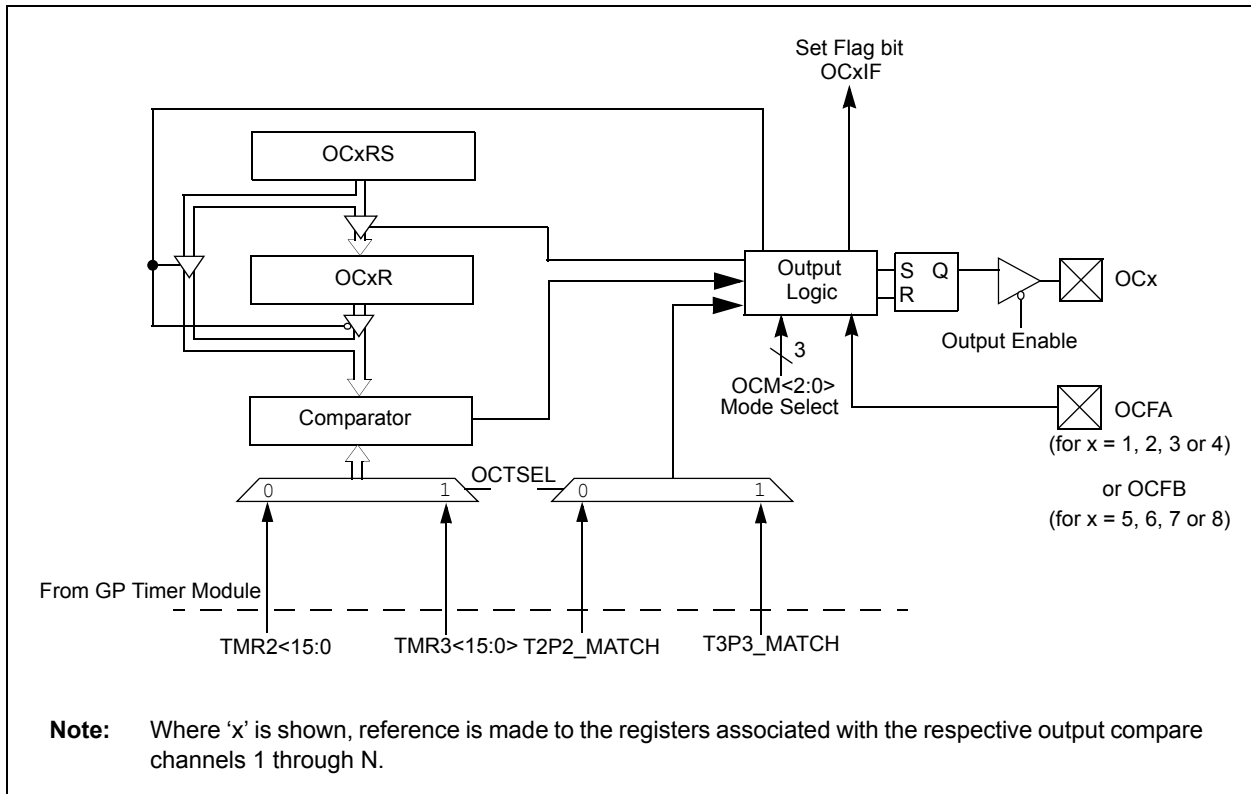 Set Flag bit
OCxIF
OCxRS
OCxR
Output
Logic
S Q
R
OCx
3
Output Enable
OCM<2:0>
Mode Select
Comparator
OCFA
(for x = 1, 2, 3 or 4)
or OCFB
(for x = 5, 6, 7 or 8)
OCTSEL
0 1
0 1
From GP Timer Module
TMR2<15:0
TMR3<15:0>
T2P2_MATCH
T3P3_MATCH
Note: Where ‘x’ is shown, reference is made to the registers associated with the respective output compare
channels 1 through N.